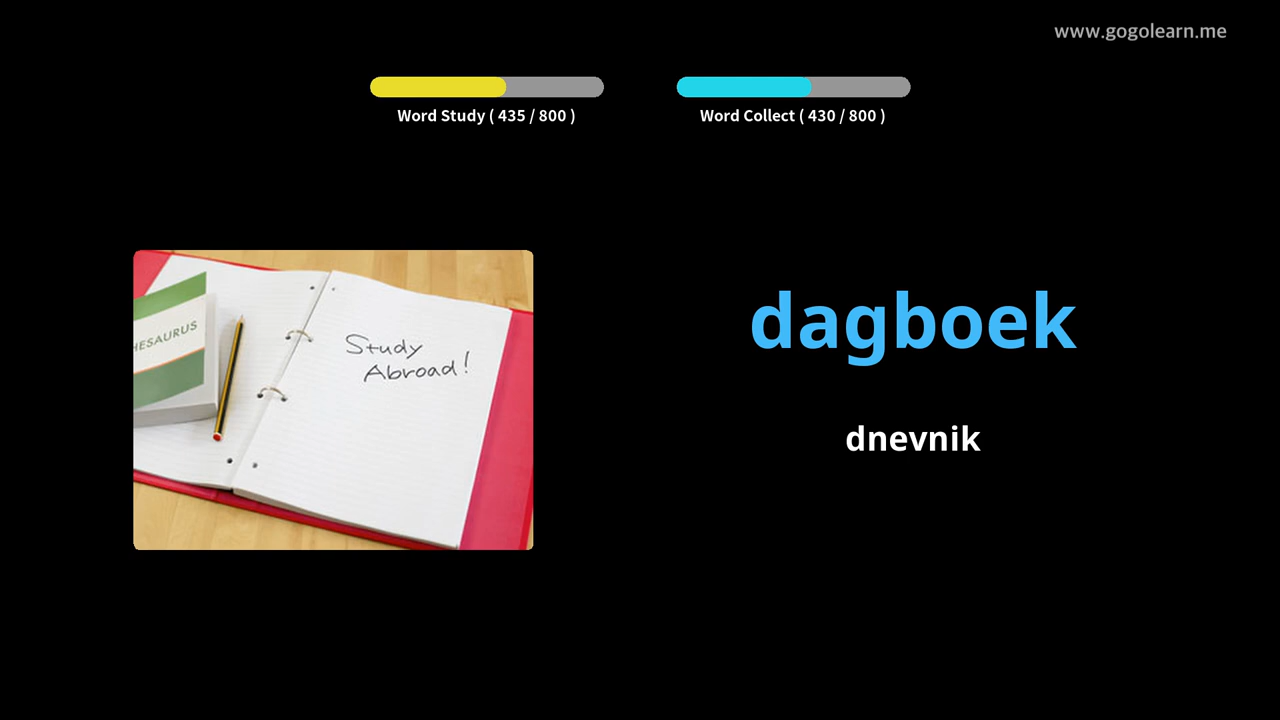 www.gogolearn.me
Word Study ( 435 / 800 )
Word Collect ( 430 / 800 )
HESAURUS
Study
Abroad!
dagboek
dnevnik